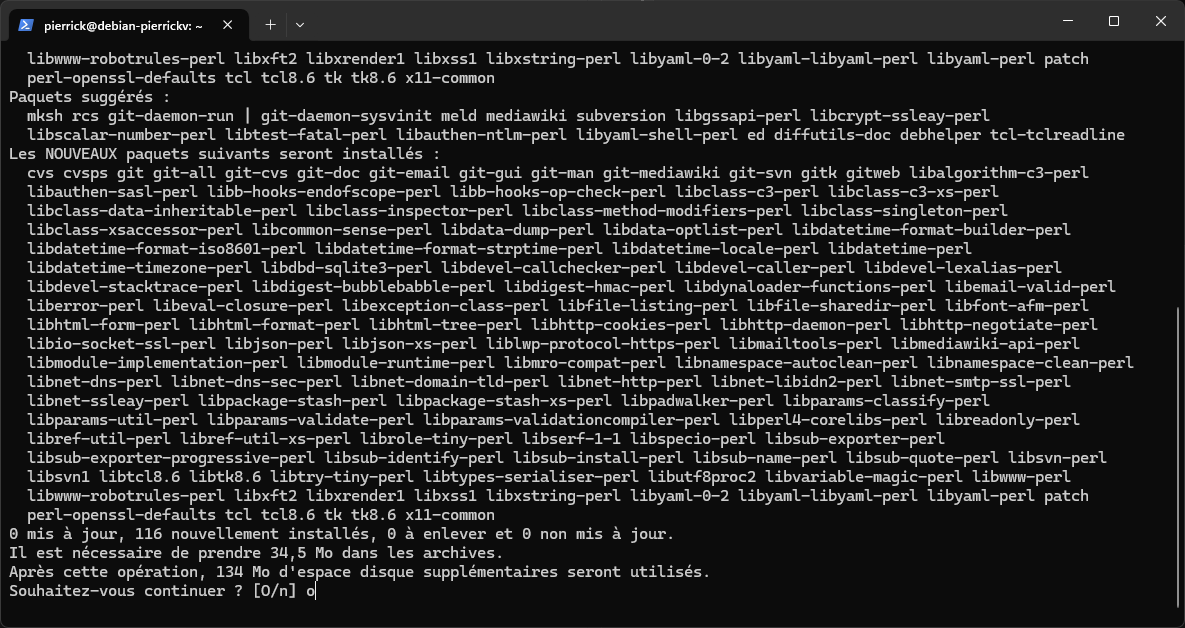 pierrick@debian-pierrickv: ~
libwww-robotrules-perl libxft2 libxrender1 libxss1 libxstring-perl libyaml-0-2 libyaml-libyaml-perl libyaml-perl patch
perl-openssl-defaults tcl tcl8.6 tk tk8.6 x11-common
Paquets suggérés :
mksh rcs git-daemon-run | git-daemon-sysvinit meld mediawiki subversion libgssapi-perl libcrypt-ssleay-perl
libscalar-number-perl libtest-fatal-perl libauthen-ntlm-perl libyaml-shell-perl ed diffutils-doc debhelper tcl-tclreadline
Les NOUVEAUX paquets suivants seront installés :
cvs cvsps git git-all git-cvs git-doc git-email git-gui git-man git-mediawiki git-svn gitk gitweb libalgorithm-c3-perl
libauthen-sasl-perl libb-hooks-endofscope-perl libb-hooks-op-check-perl libclass-c3-perl libclass-c3-xs-perl
libclass-data-inheritable-perl libclass-inspector-perl libclass-method-modifiers-perl libclass-singleton-perl
libclass-xsaccessor-perl libcommon-sense-perl libdata-dump-perl libdata-optlist-perl libdatetime-format-builder-perl
libdatetime-format-iso8601-perl libdatetime-format-strptime-perl libdatetime-locale-perl libdatetime-perl
libdatetime-timezone-perl libdbd-sqlite3-perl libdevel-callchecker-perl libdevel-caller-perl libdevel-lexalias-perl
libdevel-stacktrace-perl libdigest-bubblebabble-perl libdigest-hmac-perl libdynaloader-functions-perl libemail-valid-perl
liberror-perl libeval-closure-perl libexception-class-perl libfile-listing-perl libfile-sharedir-perl libfont-afm-perl
libhtml-form-perl libhtml-format-perl libhtml-tree-perl libhttp-cookies-perl libhttp-daemon-perl libhttp-negotiate-perl
libio-socket-ssl-perl libjson-perl libjson-xs-perl liblwp-protocol-https-perl libmailtools-perl libmediawiki-api-perl
libmodule-implementation-perl libmodule-runtime-perl libmro-compat-perl libnamespace-autoclean-perl libnamespace-clean-perl
libnet-dns-perl libnet-dns-sec-perl libnet-domain-tld-perl libnet-http-perl libnet-libidn2-perl libnet-smtp-ssl-perl
libnet-ssleay-perl libpackage-stash-perl libpackage-stash-xs-perl libpadwalker-perl libparams-classify-perl
libparams-util-perl libparams-validate-perl libparams-validationcompiler-perl libperl4-corelibs-perl libreadonly-perl
libref-util-perl libref-util-xs-perl librole-tiny-perl libserf-1-1 libspecio-perl libsub-exporter-perl
libsub-exporter-progressive-perl libsub-identify-perl libsub-install-perl libsub-name-perl libsub-quote-perl libsvn-perl
libsvn1 libtcl8.6 libtk8.6 libtry-tiny-perl libtypes-serialiser-perl libutf8proc2 libvariable-magic-perl libwww-perl
libwww-robotrules-perl libxft2 libxrender1 libxss1 libxstring-perl libyaml-0-2 libyaml-libyaml-perl libyaml-perl patch
perl-openssl-defaults tcl tcl8.6 tk tk8.6 x11-common
0 mis à jour, 116 nouvellement installés, 0 à enlever et 0 non mis à jour.
Il est nécessaire de prendre 34,5 Mo dans les archives.
Après cette opération, 134 Mo d'espace disque supplémentaires seront utilisés.
Souhaitez-vous continuer ? [O/n] o